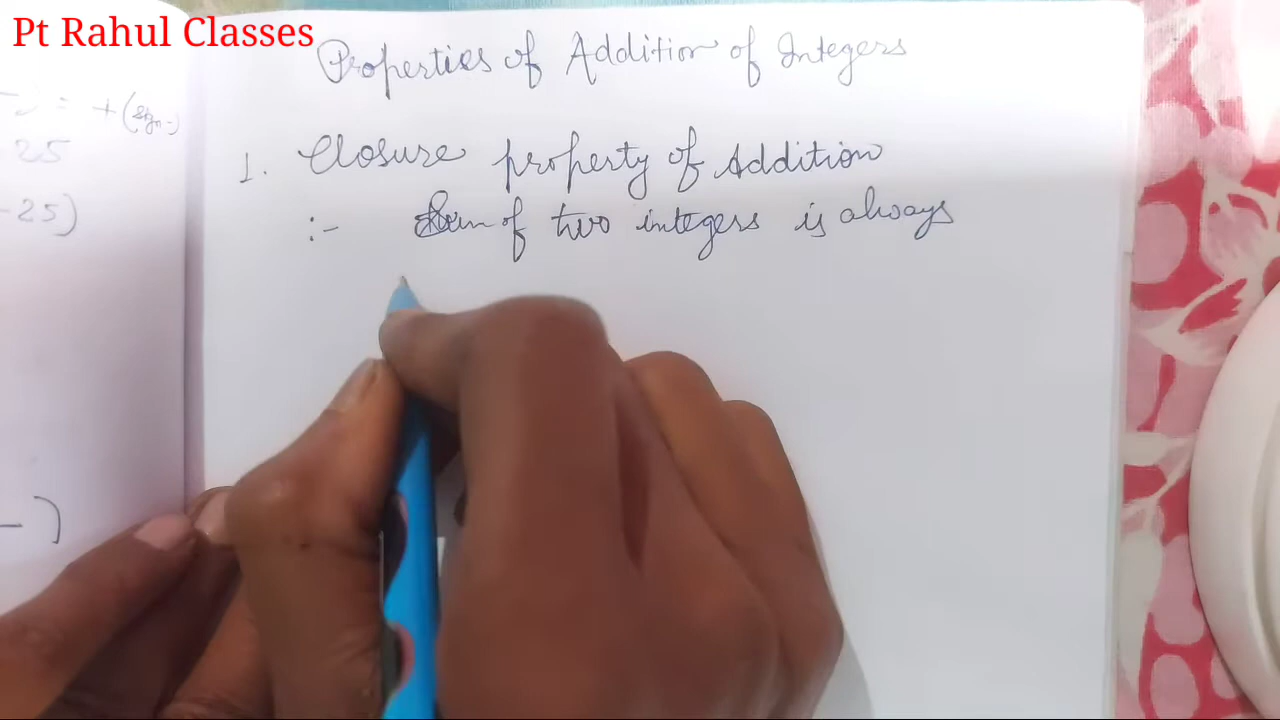 Pt Rahul Classes
Properties of Addition of Integers
1. Closure property of Addition
:- Sum of two integers is always
-) = + (Sign -)
25
-25)
-)